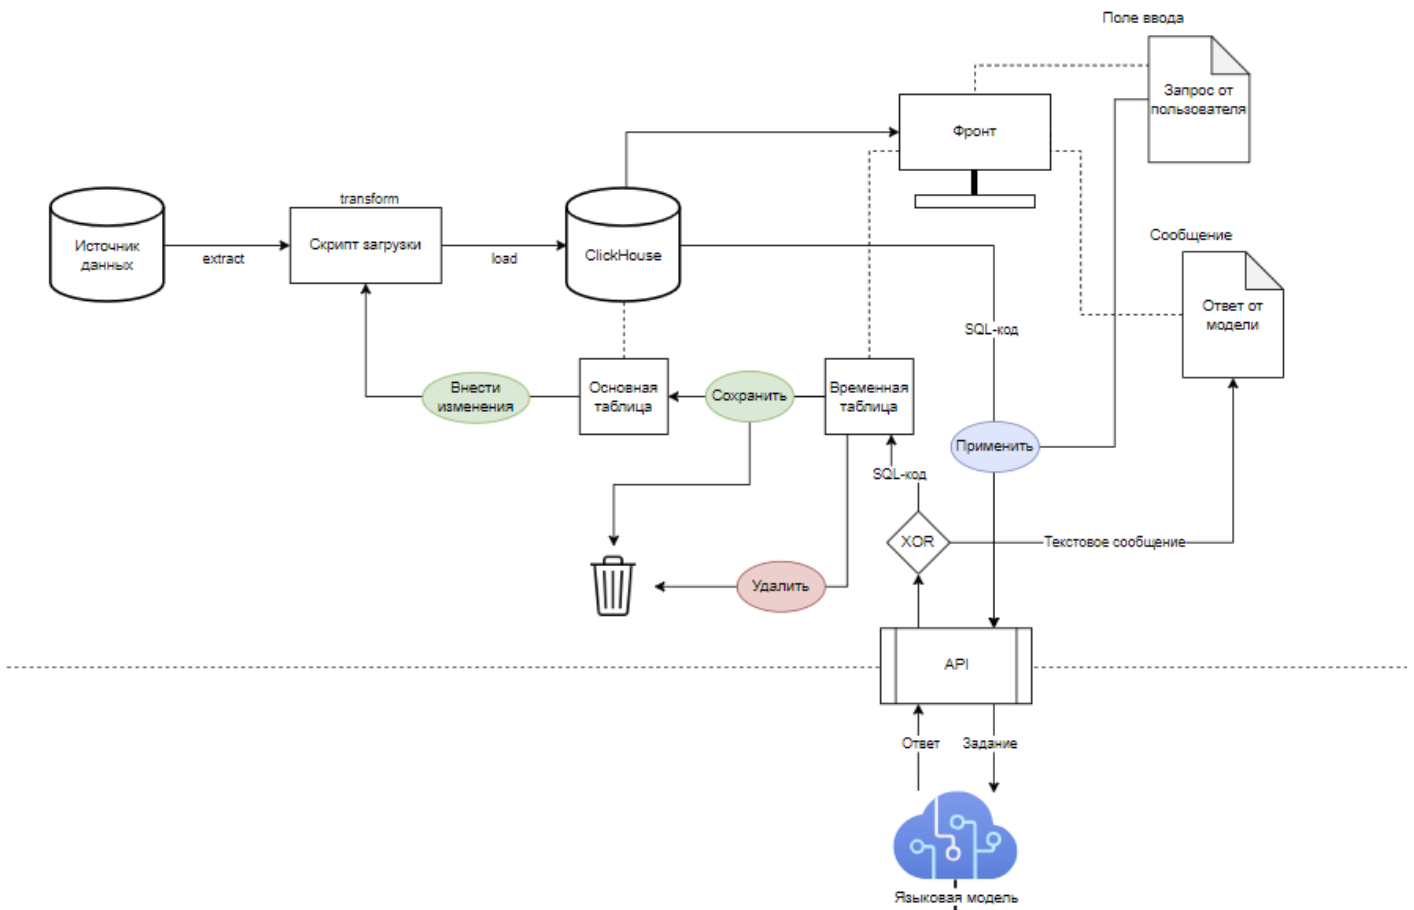 Поле ввода
Запрос от
пользователя
Фронт
transform
Источник
данных
extract
Скрипт загрузки
load
ClickHouse
Сообщение
Ответ от
модели
SQL-код
Внести
изменения
Основная
таблица
Сохранить
Временная
таблица
Применить
SQL-код
XOR
Текстовое сообщение
Удалить
API
Ответ
Задание
Языковая модель